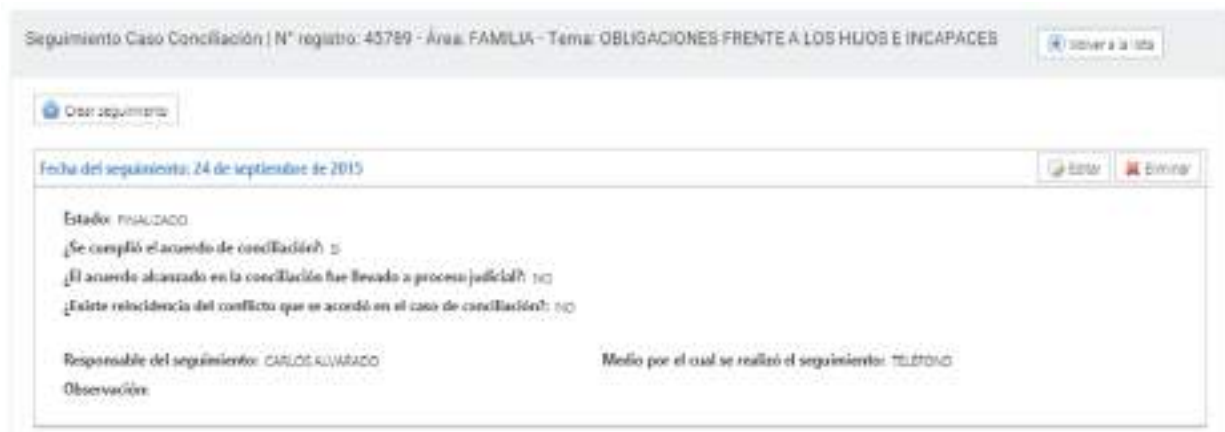 Seguimiento Caso Conciliación | N° registro: 45789 - Área: FAMILIA - Tema: OBLIGACIONES FRENTE A LOS HIJOS E INCAPACES
Volver a la lista
Crear seguimiento
Fecha del seguimiento: 24 de septiembre de 2015
Editar
Eliminar
Estado: FINALIZADO
¿Se cumplió el acuerdo de conciliación?: SI
¿El acuerdo alcanzado en la conciliación fue llevado a proceso judicial?: NO
¿Existe reincidencia del conflicto que se acordó en el caso de conciliación?: NO
Responsable del seguimiento: CARLOS ALVARADO
Medio por el cual se realizó el seguimiento: TELÉFONO
Observación: